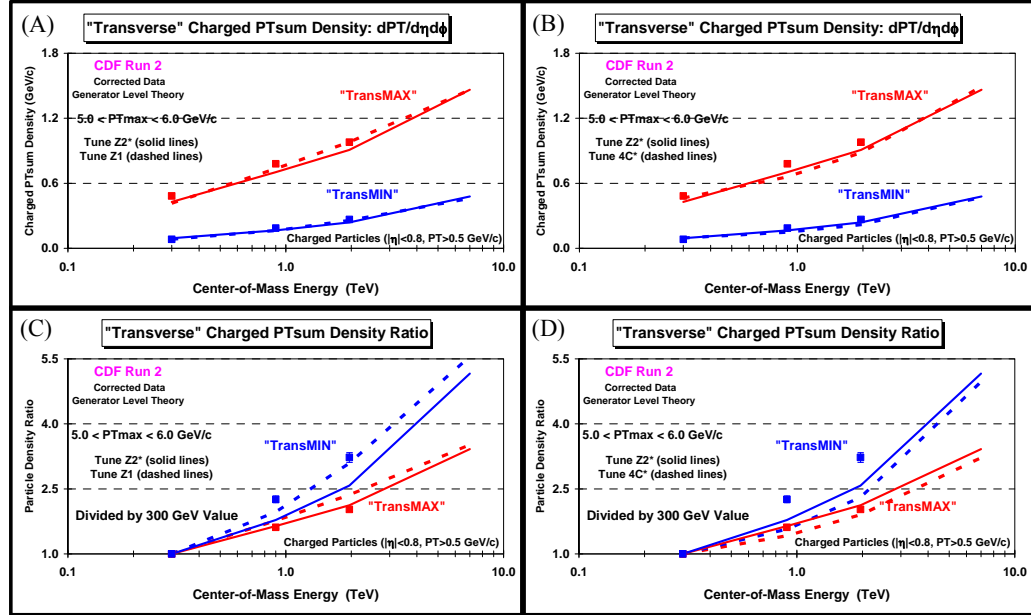 (A)
"Transverse" Charged PTsum Density: dPT/dηdϕ
Charged PTsum Density (GeV/c)
1.8
1.2
0.6
0.0
CDF Run 2
Corrected Data
Generator Level Theory
5.0 < PTmax < 6.0 GeV/c
Tune Z2* (solid lines)
Tune Z1 (dashed lines)
"TransMAX"
"TransMIN"
Charged Particles (|η|<0.8, PT>0.5 GeV/c)
0.1 1.0 10.0
Center-of-Mass Energy (TeV)
(B)
"Transverse" Charged PTsum Density: dPT/dηdϕ
Charged PTsum Density (GeV/c)
1.8
1.2
0.6
0.0
CDF Run 2
Corrected Data
Generator Level Theory
5.0 < PTmax < 6.0 GeV/c
Tune Z2* (solid lines)
Tune 4C* (dashed lines)
"TransMAX"
"TransMIN"
Charged Particles (|η|<0.8, PT>0.5 GeV/c)
0.1 1.0 10.0
Center-of-Mass Energy (TeV)
(C)
"Transverse" Charged PTsum Density Ratio
Particle Density Ratio
5.5
4.0
2.5
1.0
CDF Run 2
Corrected Data
Generator Level Theory
5.0 < PTmax < 6.0 GeV/c
Tune Z2* (solid lines)
Tune Z1 (dashed lines)
"TransMIN"
"TransMAX"
Divided by 300 GeV Value
Charged Particles (|η|<0.8, PT>0.5 GeV/c)
0.1 1.0 10.0
Center-of-Mass Energy (TeV)
(D)
"Transverse" Charged PTsum Density Ratio
Particle Density Ratio
5.5
4.0
2.5
1.0
CDF Run 2
Corrected Data
Generator Level Theory
5.0 < PTmax < 6.0 GeV/c
Tune Z2* (solid lines)
Tune 4C* (dashed lines)
"TransMIN"
"TransMAX"
Divided by 300 GeV Value
Charged Particles (|η|<0.8, PT>0.5 GeV/c)
0.1 1.0 10.0
Center-of-Mass Energy (TeV)